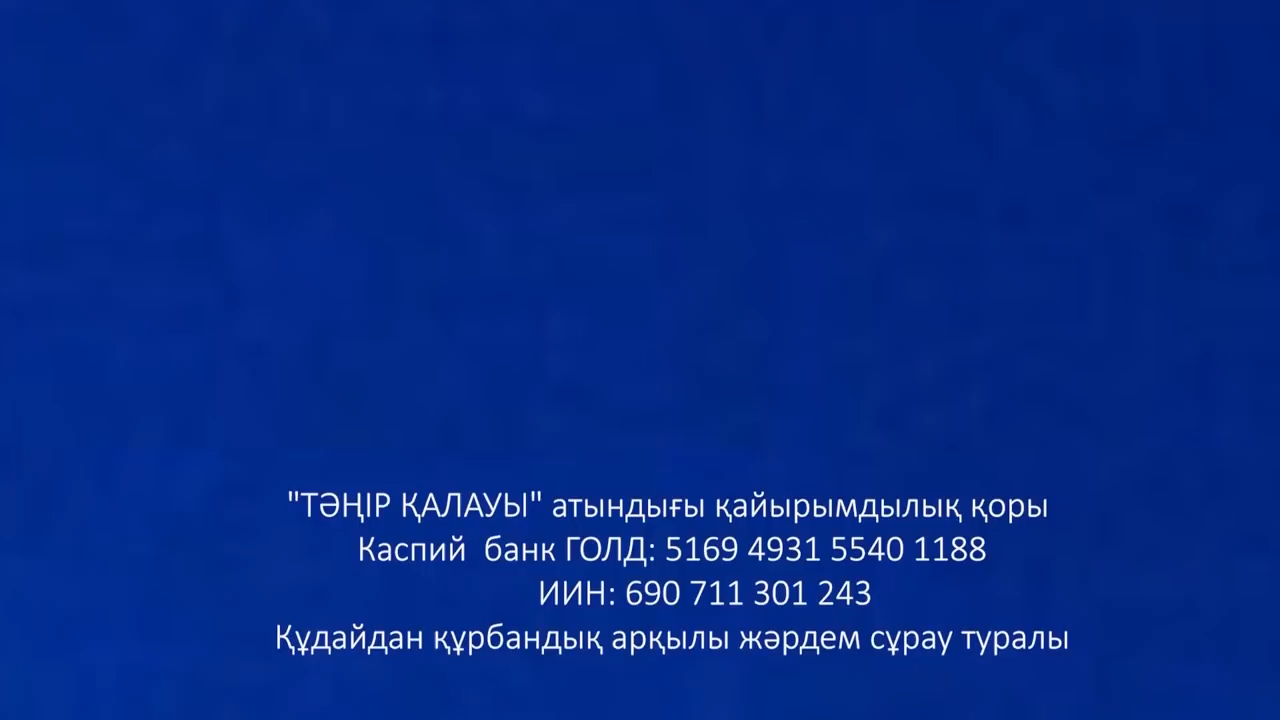 "ТӘҢІР ҚАЛАУЫ" атындығы қайырымдылық қоры
Каспий банк ГОЛД: 5169 4931 5540 1188
ИИН: 690 711 301 243
Құдайдан құрбандық арқылы жәрдем сұрау туралы